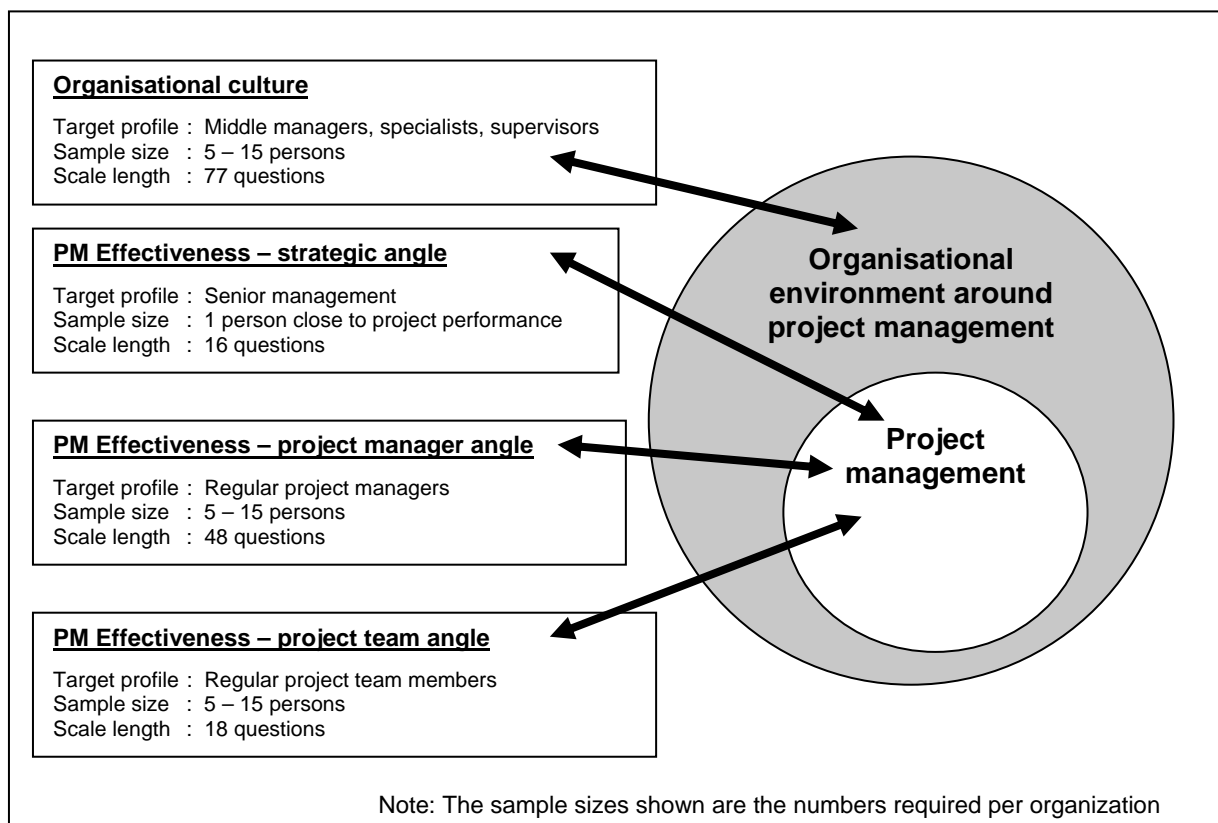 Organisational culture
Target profile : Middle managers, specialists, supervisors
Sample size : 5 – 15 persons
Scale length : 77 questions
PM Effectiveness – strategic angle
Target profile : Senior management
Sample size : 1 person close to project performance
Scale length : 16 questions
PM Effectiveness – project manager angle
Target profile : Regular project managers
Sample size : 5 – 15 persons
Scale length : 48 questions
PM Effectiveness – project team angle
Target profile : Regular project team members
Sample size : 5 – 15 persons
Scale length : 18 questions
Organisational
environment around
project management
Project
management
Note: The sample sizes shown are the numbers required per organization